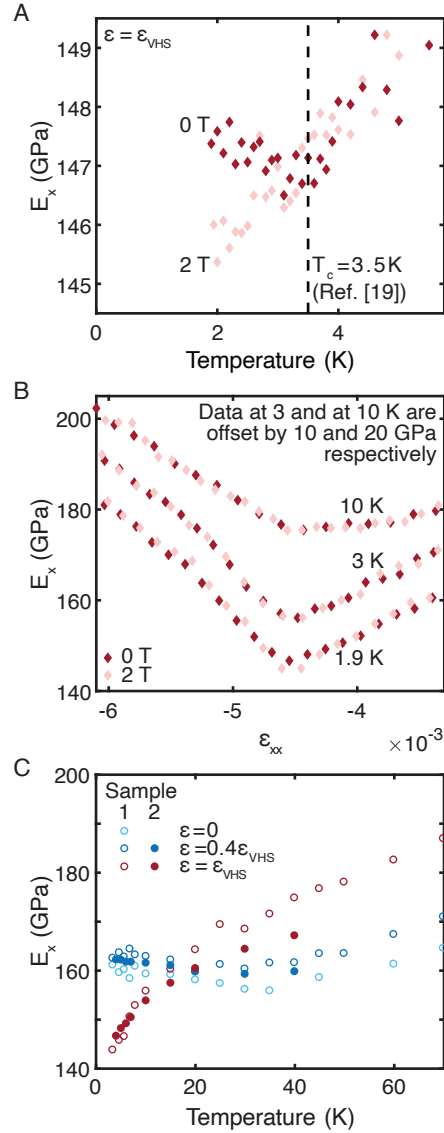 A
ε = ε_VHS
149
148
147
146
145
E_x (GPa)
0 T
2 T
T_c = 3.5 K
(Ref. [19])
0
2
4
Temperature (K)
B
200
180
160
140
E_x (GPa)
Data at 3 and at 10 K are
offset by 10 and 20 GPa
respectively
10 K
3 K
1.9 K
0 T
2 T
-6
-5
-4
ε_xx
× 10⁻³
C
200
180
160
140
E_x (GPa)
Sample
1 2
ε=0
ε=0.4ε_VHS
ε= ε_VHS
0
20
40
60
Temperature (K)